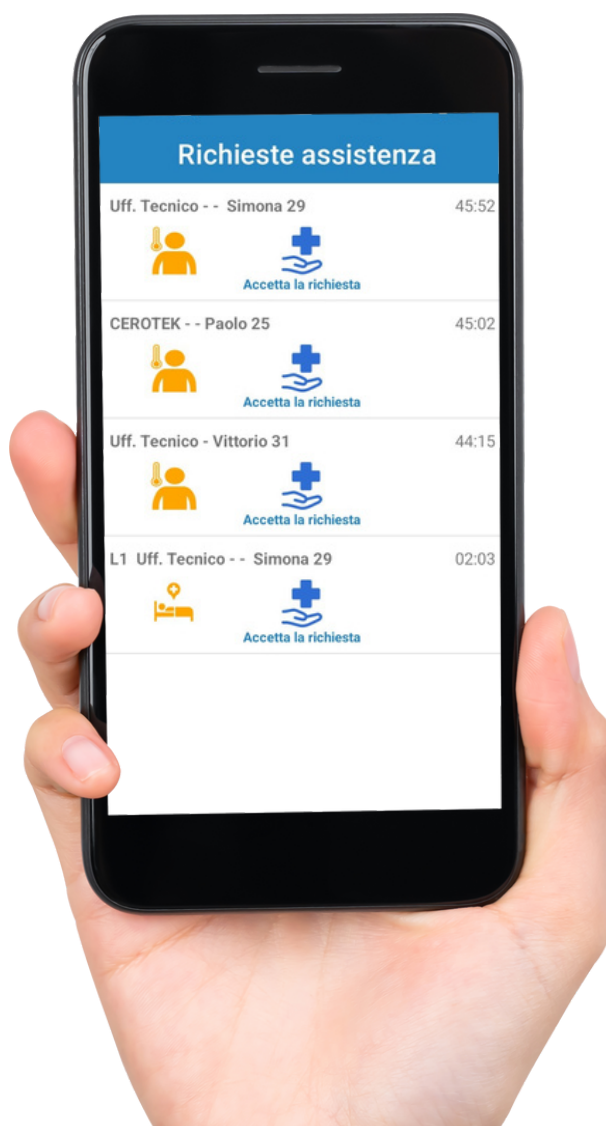 Richieste assistenza
Uff. Tecnico - - Simona 29 45:52
Accetta la richiesta
CEROTEK - - Paolo 25 45:02
Accetta la richiesta
Uff. Tecnico - Vittorio 31 44:15
Accetta la richiesta
L1 Uff. Tecnico - - Simona 29 02:03
Accetta la richiesta